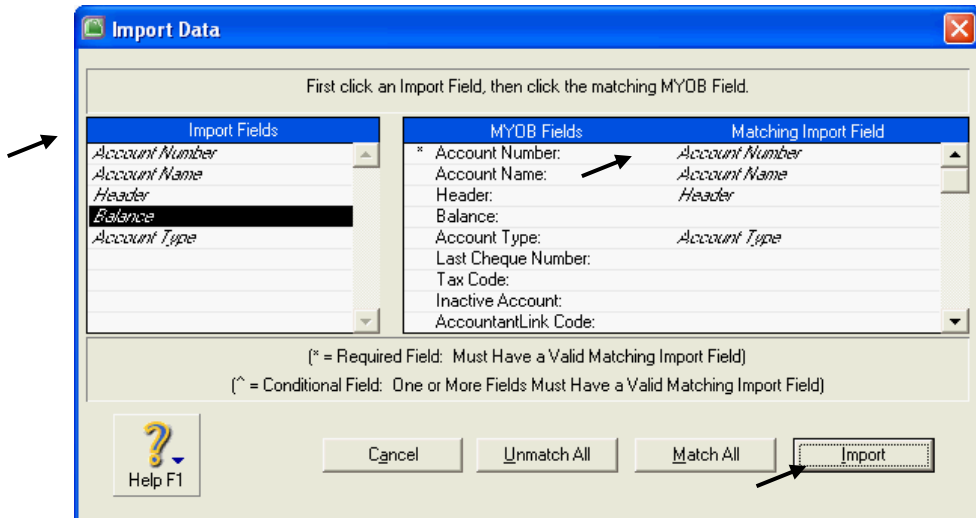 Import Data
First click an Import Field, then click the matching MYOB Field.
Import Fields
Account Number
Account Name
Header
Balance
Account Type
MYOB Fields Matching Import Field
* Account Number: Account Number
Account Name: Account Name
Header: Header
Balance:
Account Type: Account Type
Last Cheque Number:
Tax Code:
Inactive Account:
AccountantLink Code:
(* = Required Field: Must Have a Valid Matching Import Field)
(^ = Conditional Field: One or More Fields Must Have a Valid Matching Import Field)
Help F1
Cancel Unmatch All Match All Import